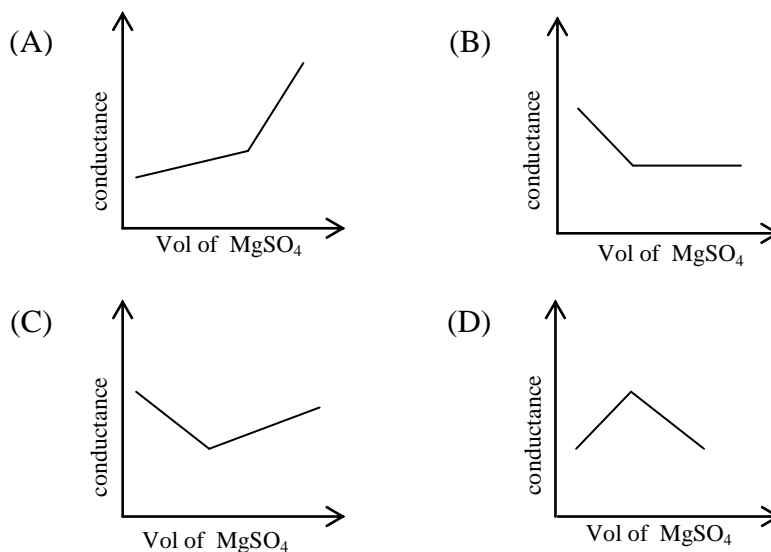 (A)
conductance
Vol of MgSO₄
(B)
conductance
Vol of MgSO₄
(C)
conductance
Vol of MgSO₄
(D)
conductance
Vol of MgSO₄